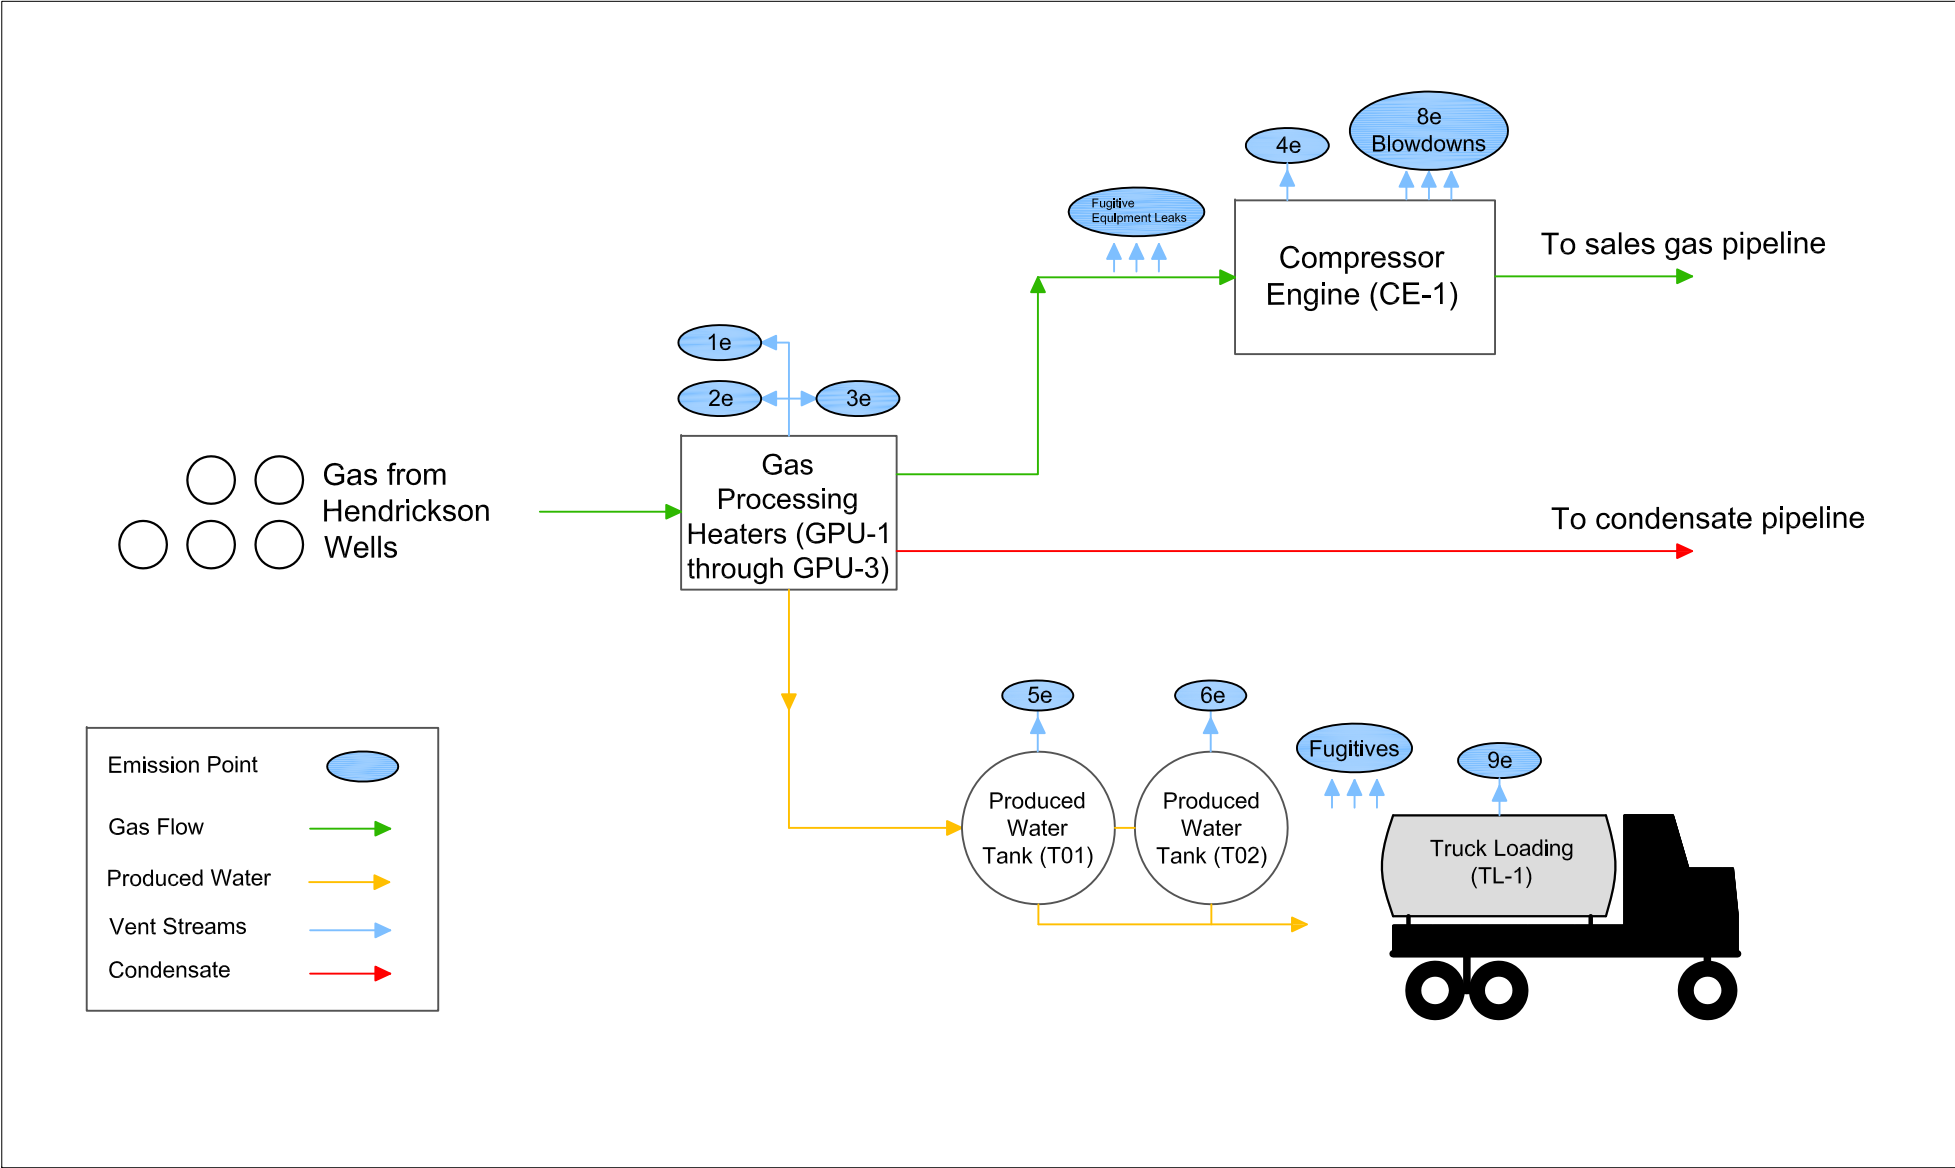 8e
Blowdowns
4e
Fugitive
Equipment Leaks
To sales gas pipeline
Compressor
Engine (CE-1)
1e
2e
3e
Gas from
Hendrickson
Wells
Gas
Processing
Heaters (GPU-1
through GPU-3)
To condensate pipeline
5e
6e
Fugitives
9e
Produced
Water
Tank (T01)
Produced
Water
Tank (T02)
Truck Loading
(TL-1)
Emission Point
Gas Flow
Produced Water
Vent Streams
Condensate